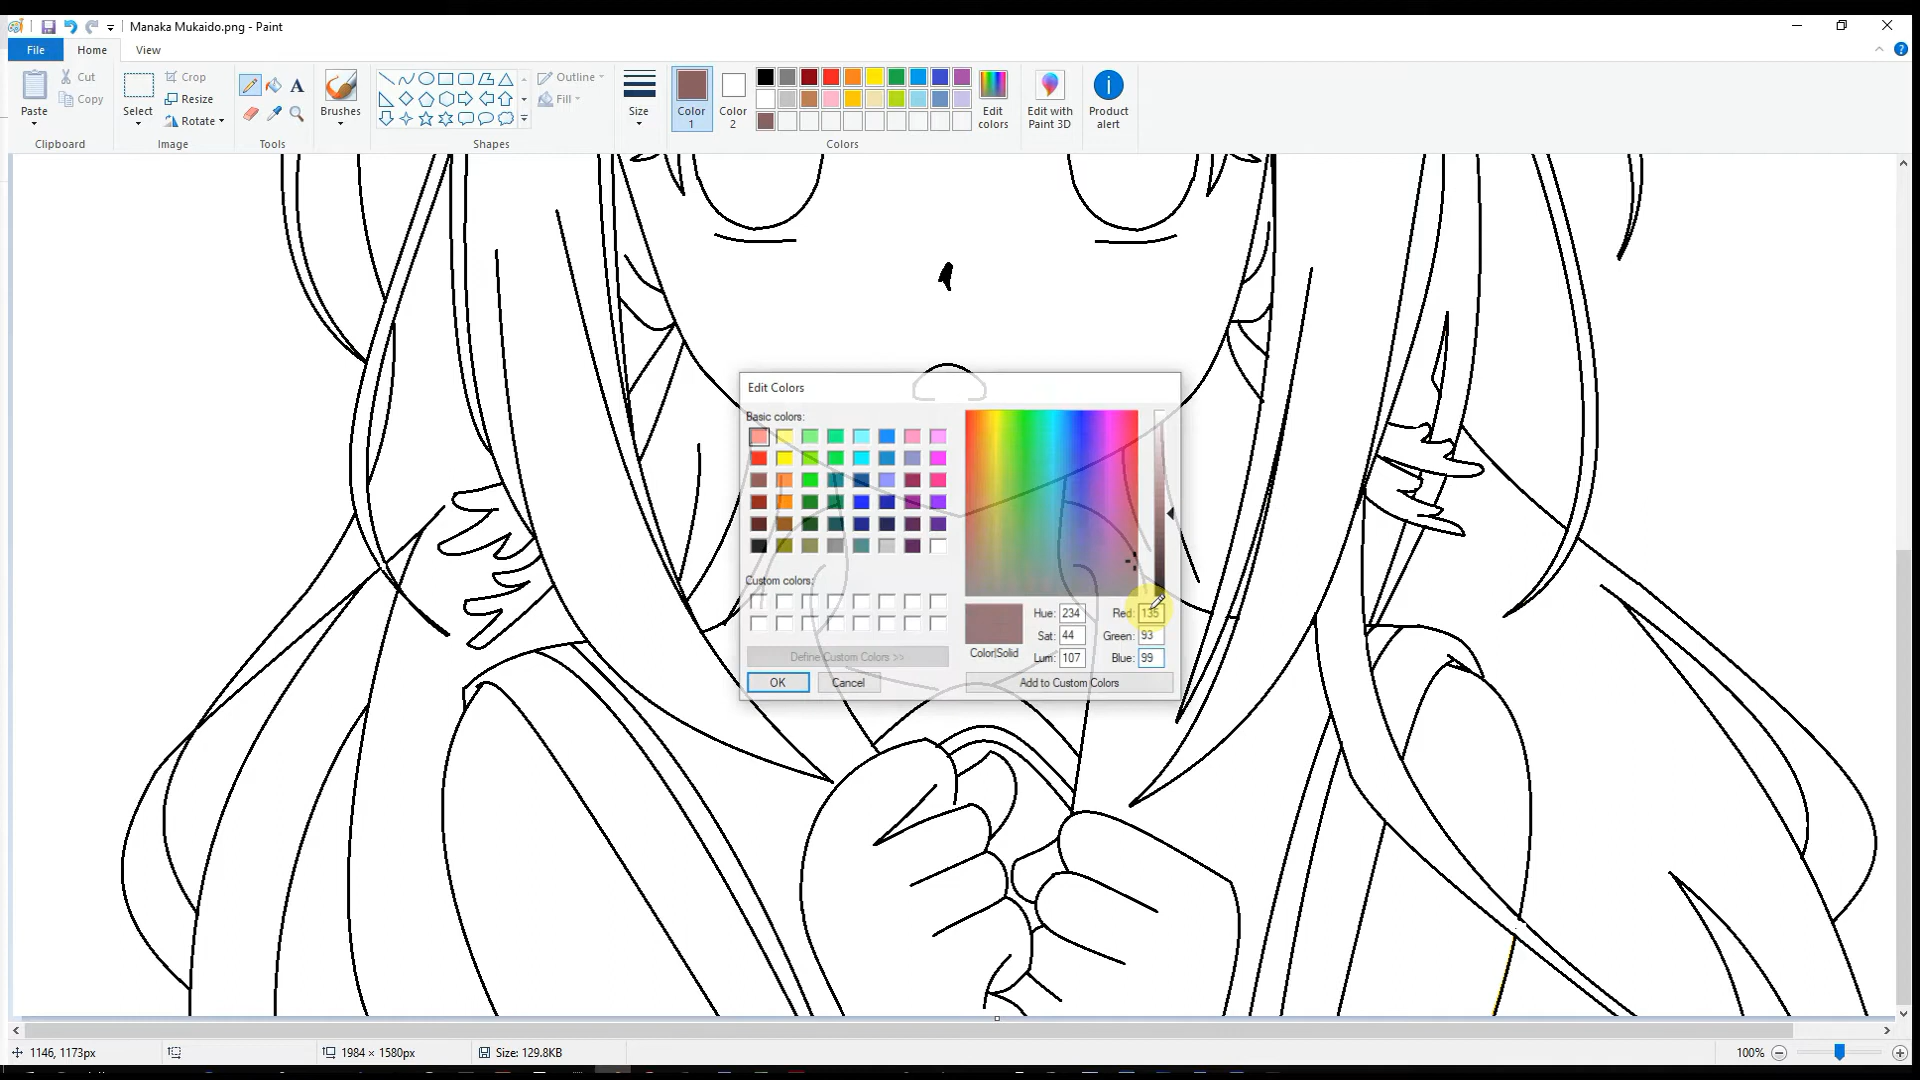 Manaka Mukaido.png - Paint
File
Home
View
Paste
Cut
Copy
Clipboard
Select
Crop
Resize
Rotate
Image
A
Tools
Brushes
Outline
Fill
Shapes
Size
Color
1
Color
2
Edit
colors
Colors
Edit with
Paint 3D
Product
alert
Edit Colors
Basic colors:
Custom colors:
Define Custom Colors >>
OK
Cancel
Color|Solid
Hue: 234
Sat: 44
Lum: 107
Red: 135
Green: 93
Blue: 99
Add to Custom Colors
1146, 1173px
1984 × 1580px
Size: 129.8KB
100%